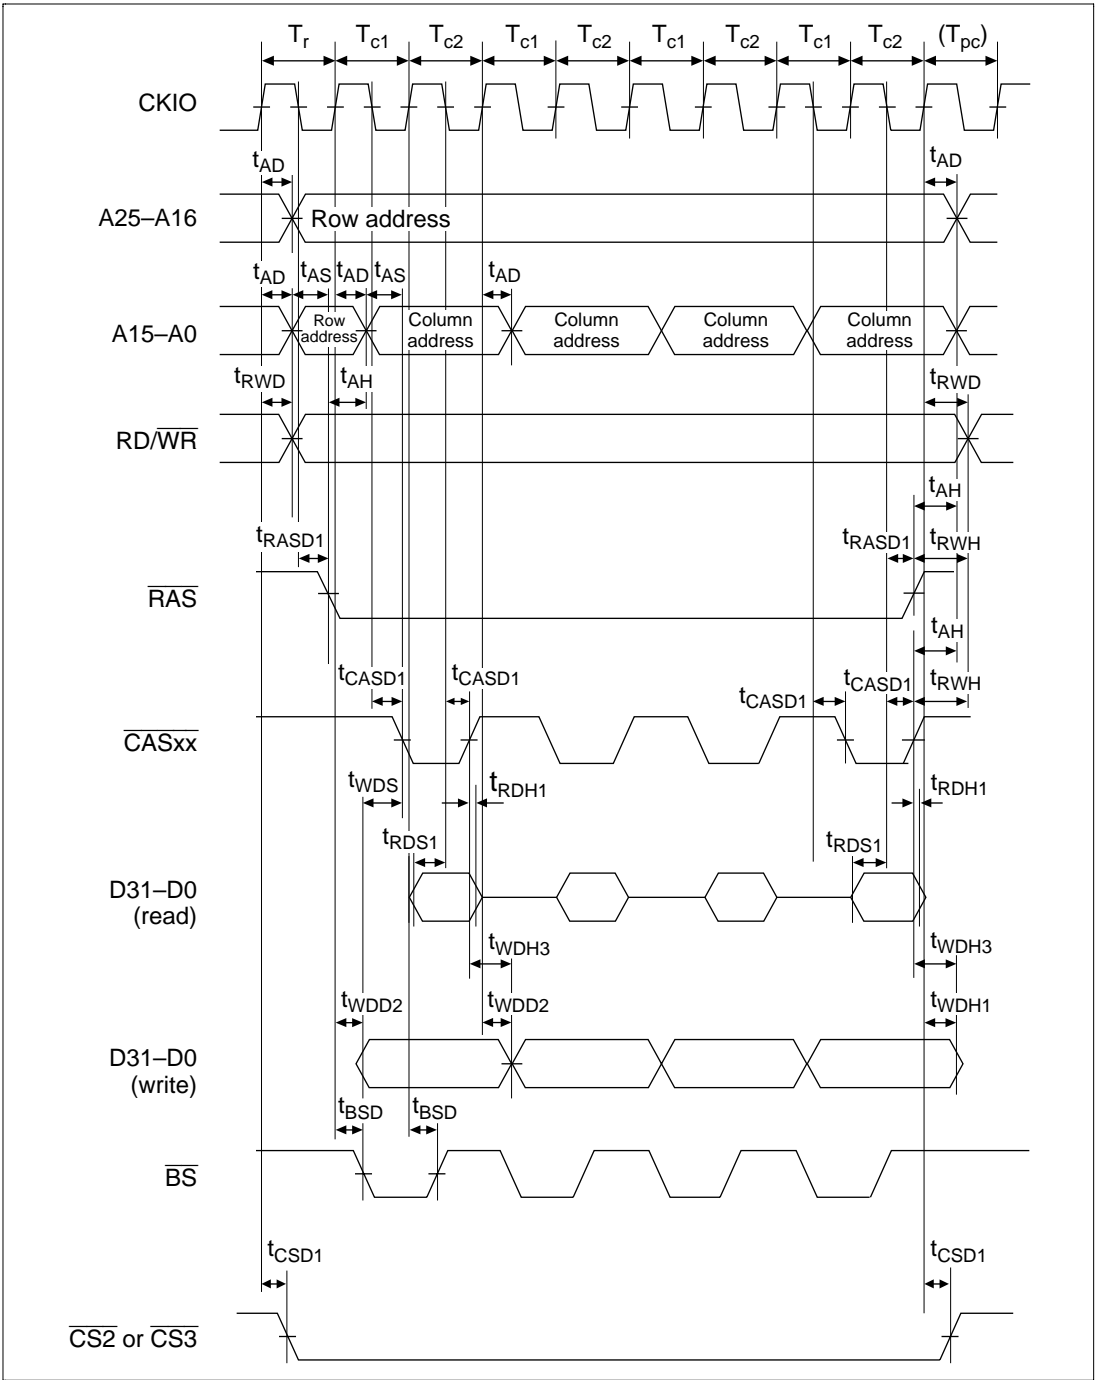 Tr Tc1 Tc2 Tc1 Tc2 Tc1 Tc2 Tc1 Tc2 (Tpc)
CKIO
tAD tAD
A25–A16 Row address
tAD tAS tAD tAS tAD
A15–A0 Row address Column address Column address Column address Column address
tRWD tAH tRWD
RD/WR
tAH
tRASD1 tRASD1 tRWH
RAS
tAH
tCASD1 tCASD1 tCASD1 tCASD1 tRWH
CASxx
tWDS tRDH1 tRDH1
tRDS1 tRDS1
D31–D0
(read)
tWDH3 tWDH3
tWDD2 tWDD2 tWDH1
D31–D0
(write)
tBSD tBSD
BS
tCSD1 tCSD1
CS2 or CS3